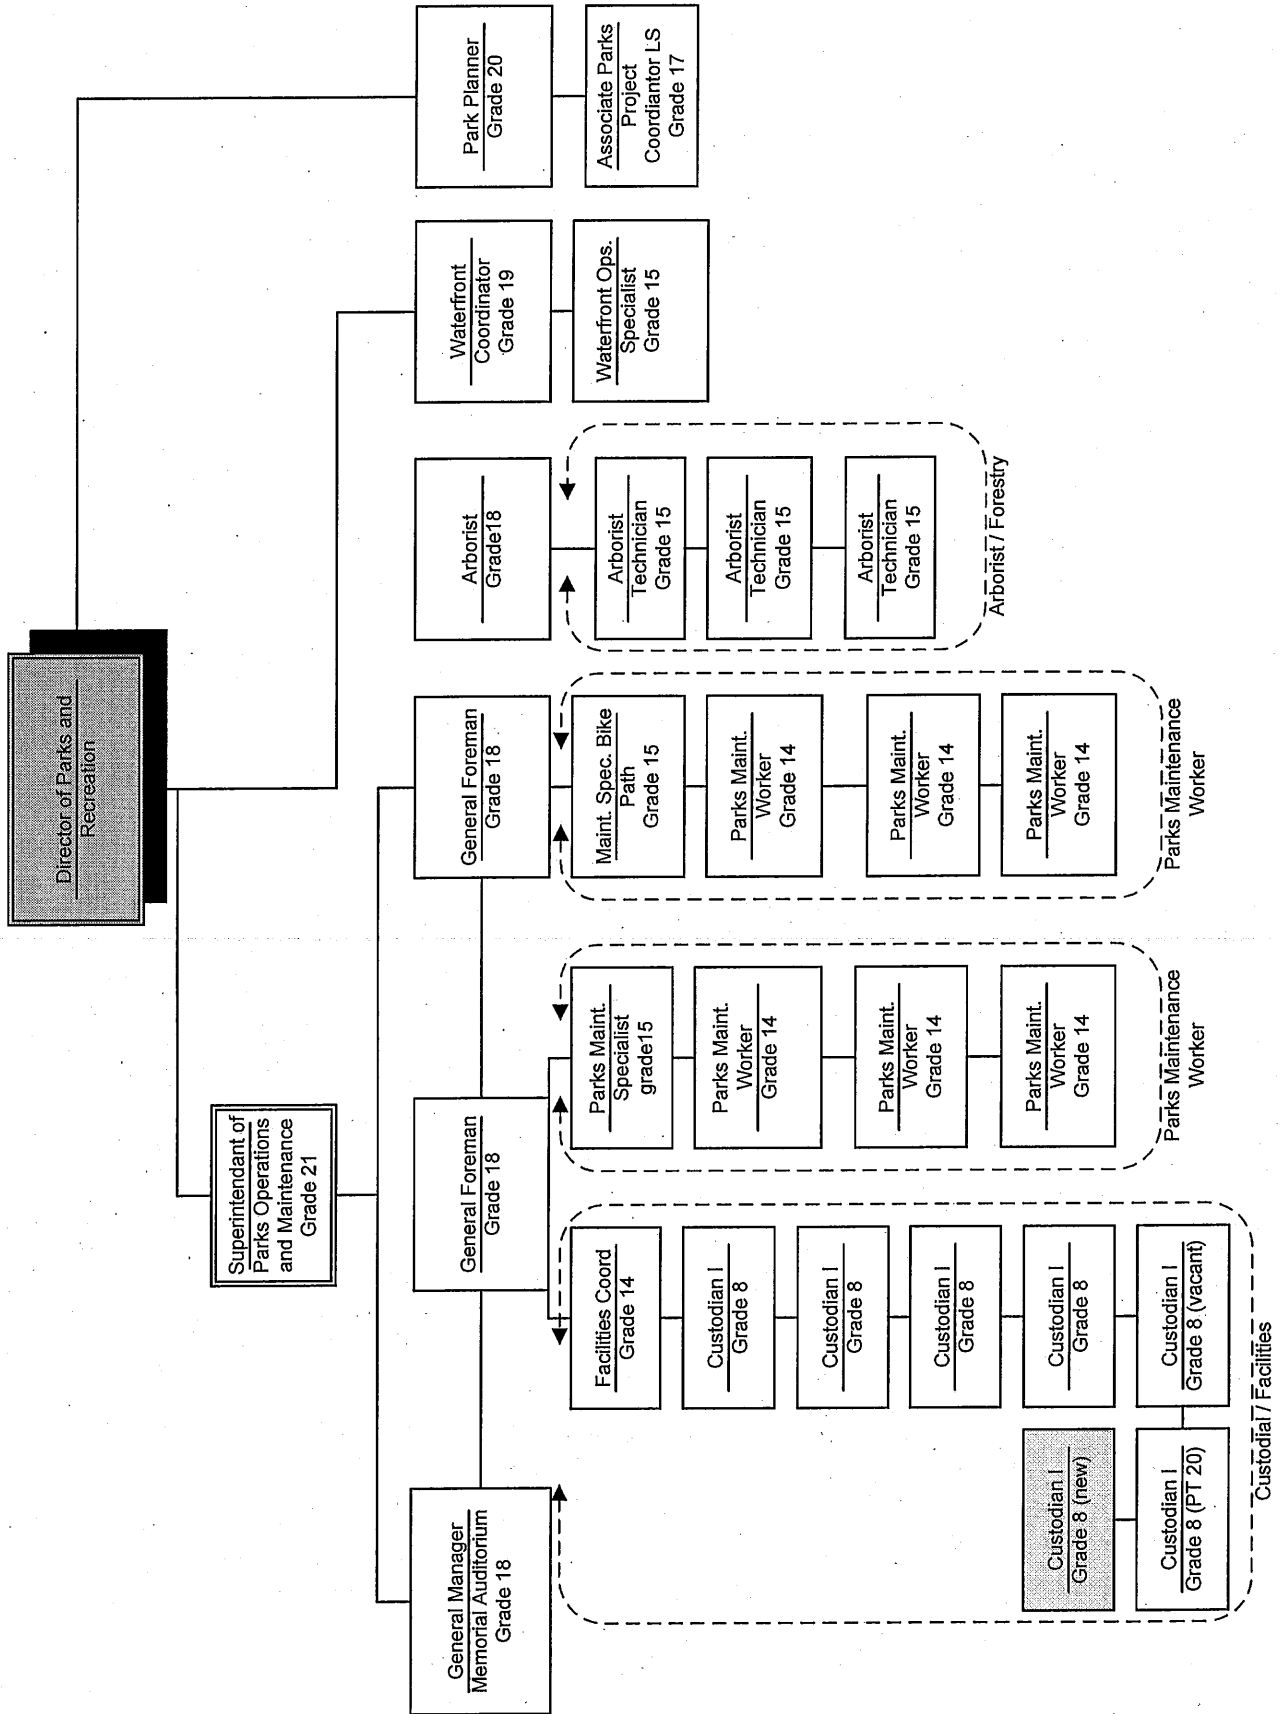 Director of Parks and
Recreation
Superintendant of
Parks Operations
and Maintenance
Grade 21
General Manager
Memorial Auditorium
Grade 18
General Foreman
Grade 18
General Foreman
Grade 18
Arborist
Grade18
Waterfront
Coordinator
Grade 19
Park Planner
Grade 20
Facilities Coord
Grade 14
Custodian I
Grade 8
Custodian I
Grade 8
Custodian I
Grade 8
Custodian I
Grade 8
Custodian I
Grade 8 (vacant)
Custodian I
Grade 8 (new)
Custodian I
Grade 8 (PT 20)
Custodial / Facilities
Parks Maint.
Specialist
grade15
Parks Maint.
Worker
Grade 14
Parks Maint.
Worker
Grade 14
Parks Maint.
Worker
Grade 14
Parks Maintenance
Worker
Maint. Spec. Bike
Path
Grade 15
Parks Maint.
Worker
Grade 14
Parks Maint.
Worker
Grade 14
Parks Maint.
Worker
Grade 14
Parks Maintenance
Worker
Arborist
Technician
Grade 15
Arborist
Technician
Grade 15
Arborist
Technician
Grade 15
Arborist / Forestry
Waterfront Ops.
Specialist
Grade 15
Associate Parks
Project
Coordiantor LS
Grade 17